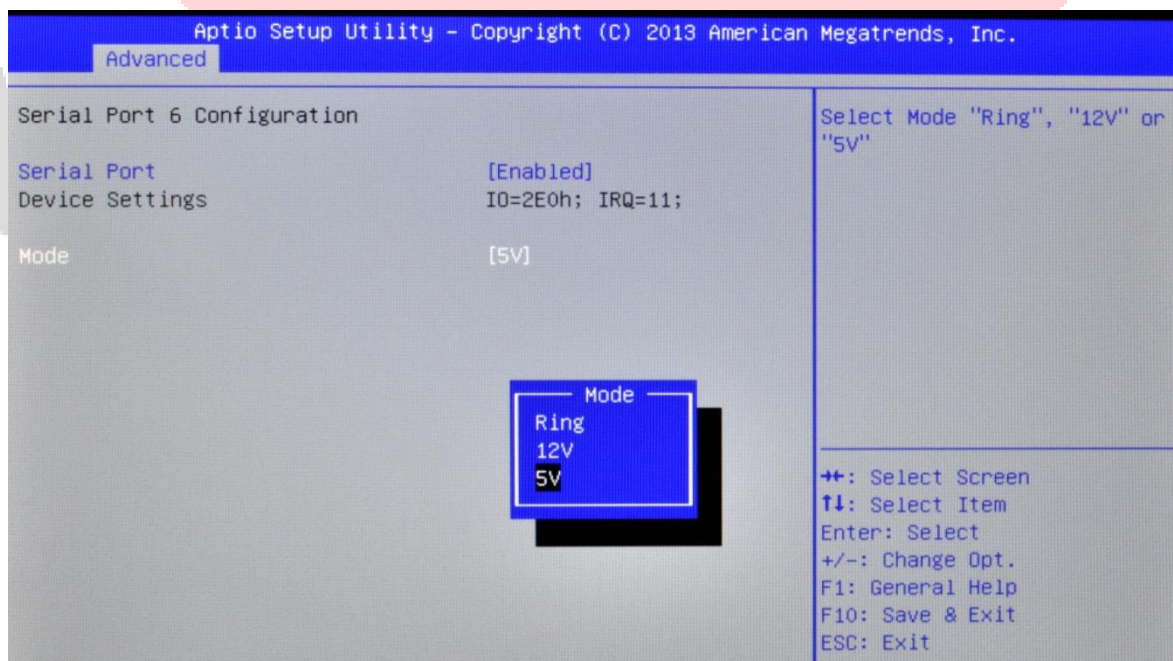 Aptio Setup Utility – Copyright (C) 2013 American Megatrends, Inc.
Advanced
Serial Port 6 Configuration
Serial Port [Enabled]
Device Settings IO=2E0h; IRQ=11;
Mode [5V]
Mode
Ring
12V
5V
Select Mode "Ring", "12V" or
"5V"
→←: Select Screen
↑↓: Select Item
Enter: Select
+/-: Change Opt.
F1: General Help
F10: Save & Exit
ESC: Exit